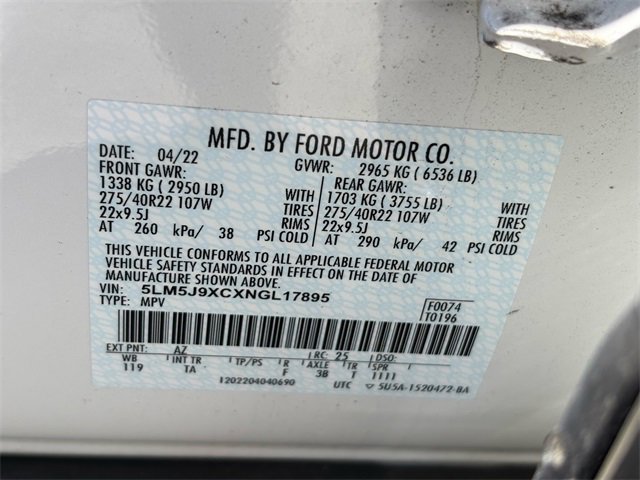 MFD. BY FORD MOTOR CO.
DATE: 04/22 GVWR: 2965 KG ( 6536 LB)
FRONT GAWR: REAR GAWR:
1338 KG ( 2950 LB) WITH 1703 KG ( 3755 LB) WITH
275/40R22 107W TIRES 275/40R22 107W TIRES
22x9.5J RIMS 22x9.5J RIMS
AT 260 kPa/ 38 PSI COLD AT 290 kPa/ 42 PSI COLD
THIS VEHICLE CONFORMS TO ALL APPLICABLE FEDERAL MOTOR
VEHICLE SAFETY STANDARDS IN EFFECT ON THE DATE OF
MANUFACTURE SHOWN ABOVE.
VIN: 5LM5J9XCXNGL17895 F0074
TYPE: MPV T0196
EXT PNT: AZ RC: 25 DSO:
WB INT TR TP/PS R AXLE TR SPR
119 TA F 3B T 1111
1202204040690 UTC 5U5A-1520472-BA